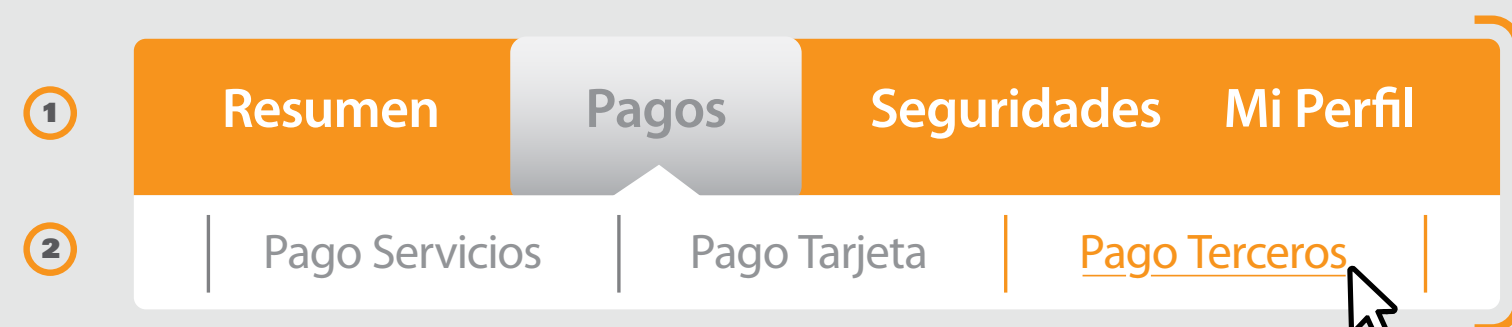 1 Resumen Pagos Seguridades Mi Perfil
2 Pago Servicios Pago Tarjeta Pago Terceros